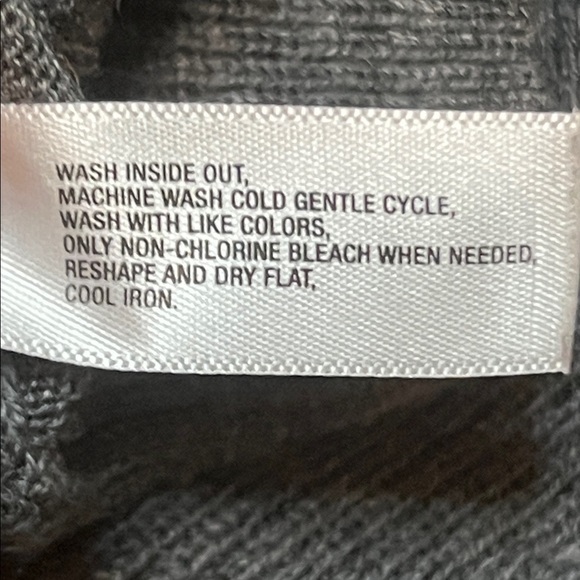 WASH INSIDE OUT,
MACHINE WASH COLD GENTLE CYCLE,
WASH WITH LIKE COLORS,
ONLY NON-CHLORINE BLEACH WHEN NEEDED,
RESHAPE AND DRY FLAT,
COOL IRON.